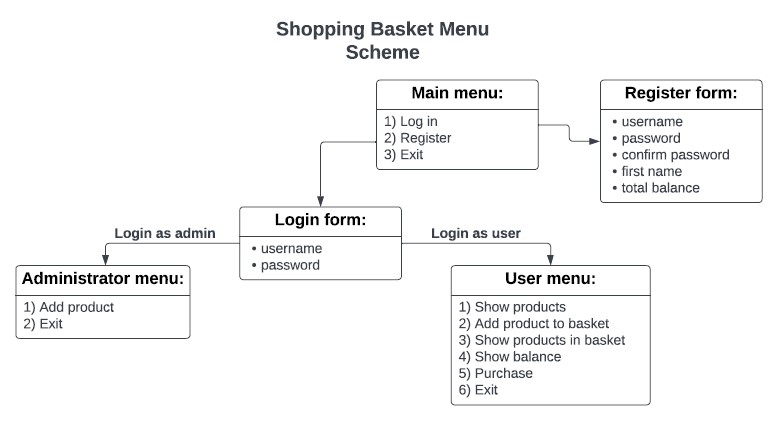 Shopping Basket Menu
Scheme
Main menu:
1) Log in
2) Register
3) Exit
Register form:
• username
• password
• confirm password
• first name
• total balance
Login form:
• username
• password
Login as admin
Login as user
Administrator menu:
1) Add product
2) Exit
User menu:
1) Show products
2) Add product to basket
3) Show products in basket
4) Show balance
5) Purchase
6) Exit